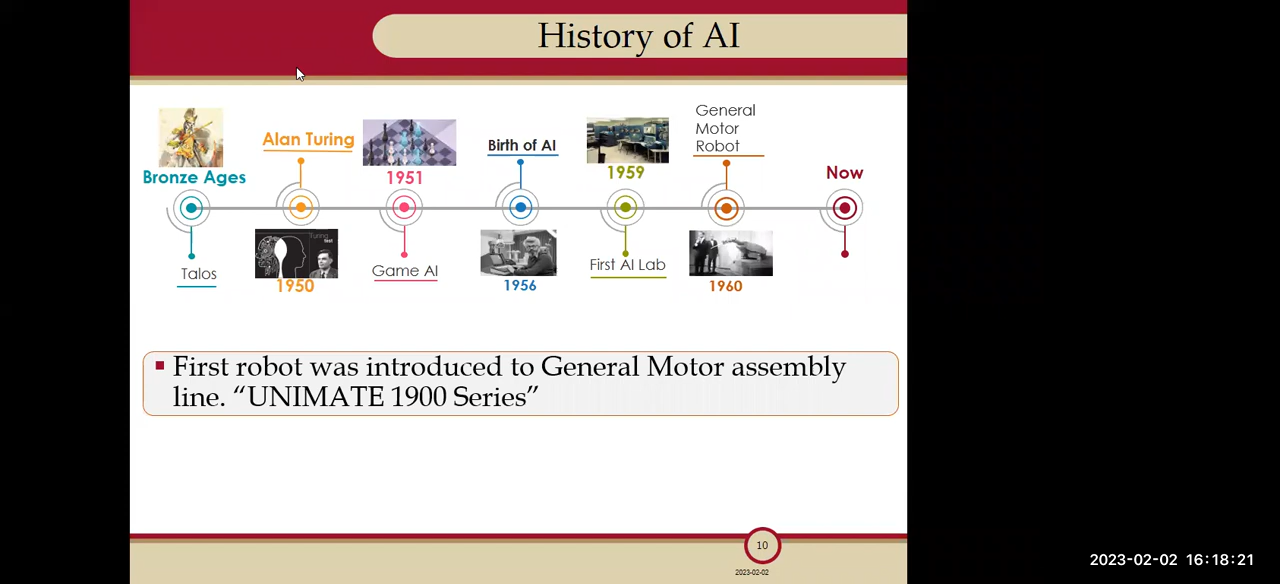 History of AI
General
Motor
Robot
Alan Turing
Birth of AI
1959
Now
Bronze Ages
1951
Turing
test
Talos
Game AI
First AI Lab
1950
1956
1960
▪ First robot was introduced to General Motor assembly
line. “UNIMATE 1900 Series”
10
2023-02-02
2023-02-02 16:18:21